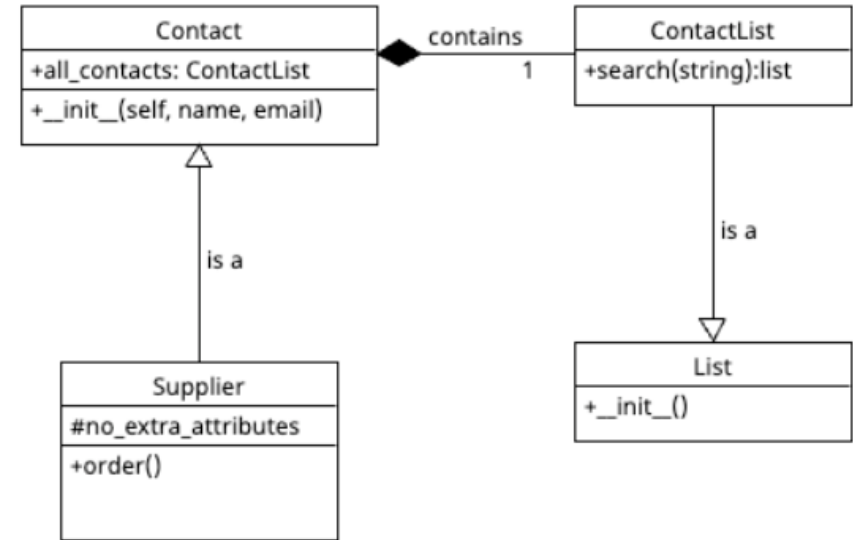 Contact
+all_contacts: ContactList
+__init__(self, name, email)
contains
1
ContactList
+search(string):list
is a
is a
Supplier
#no_extra_attributes
+order()
List
+__init__()